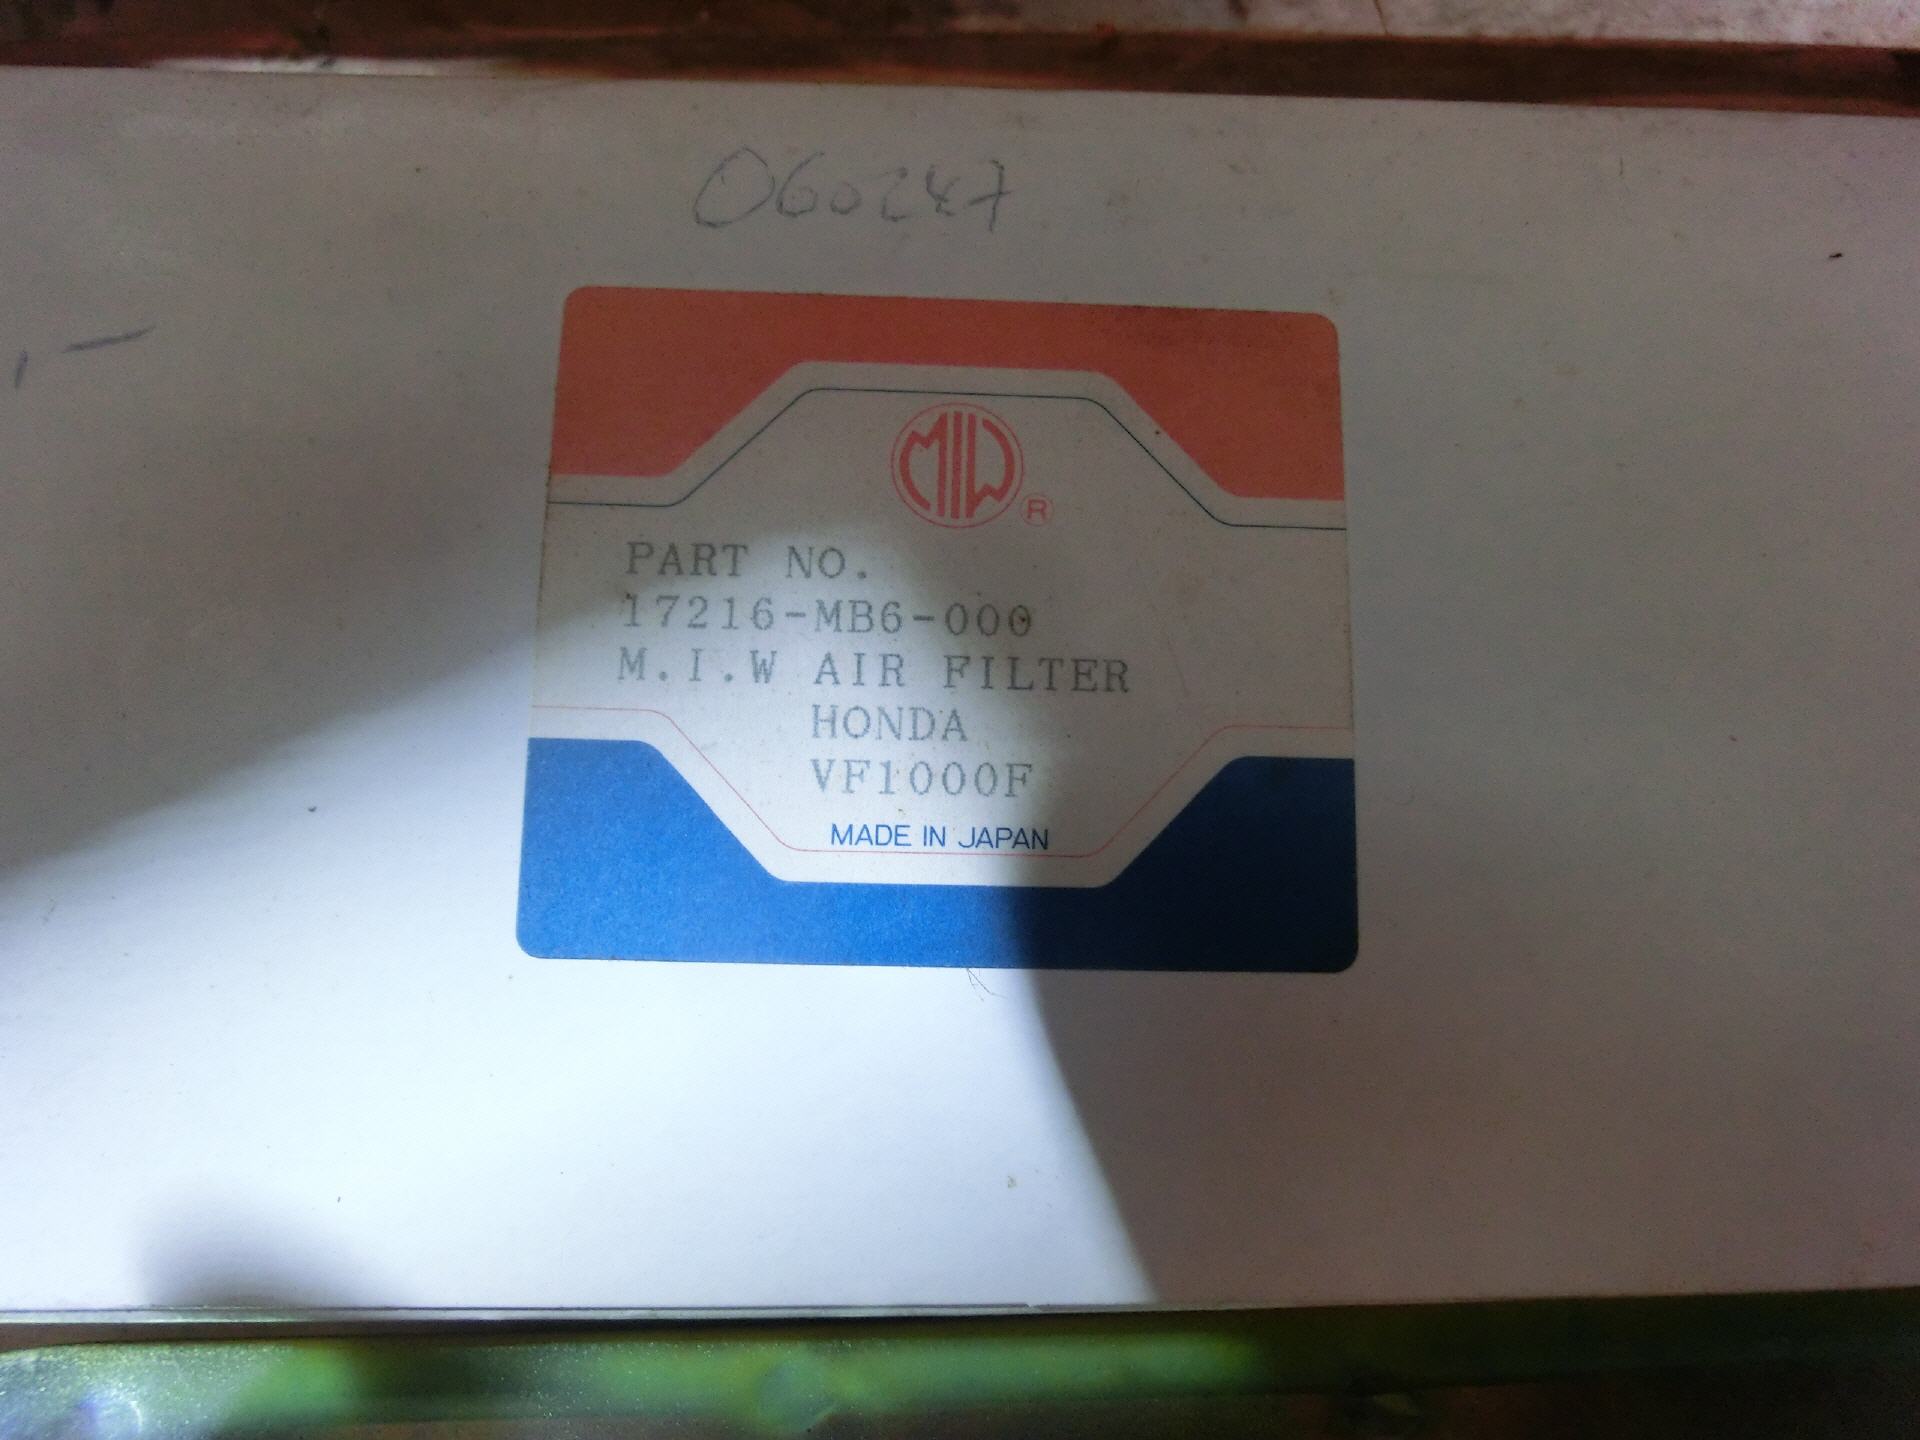 060247
MIW
R
PART NO.
17216-MB6-000
M.I.W AIR FILTER
HONDA
VF1000F
MADE IN JAPAN